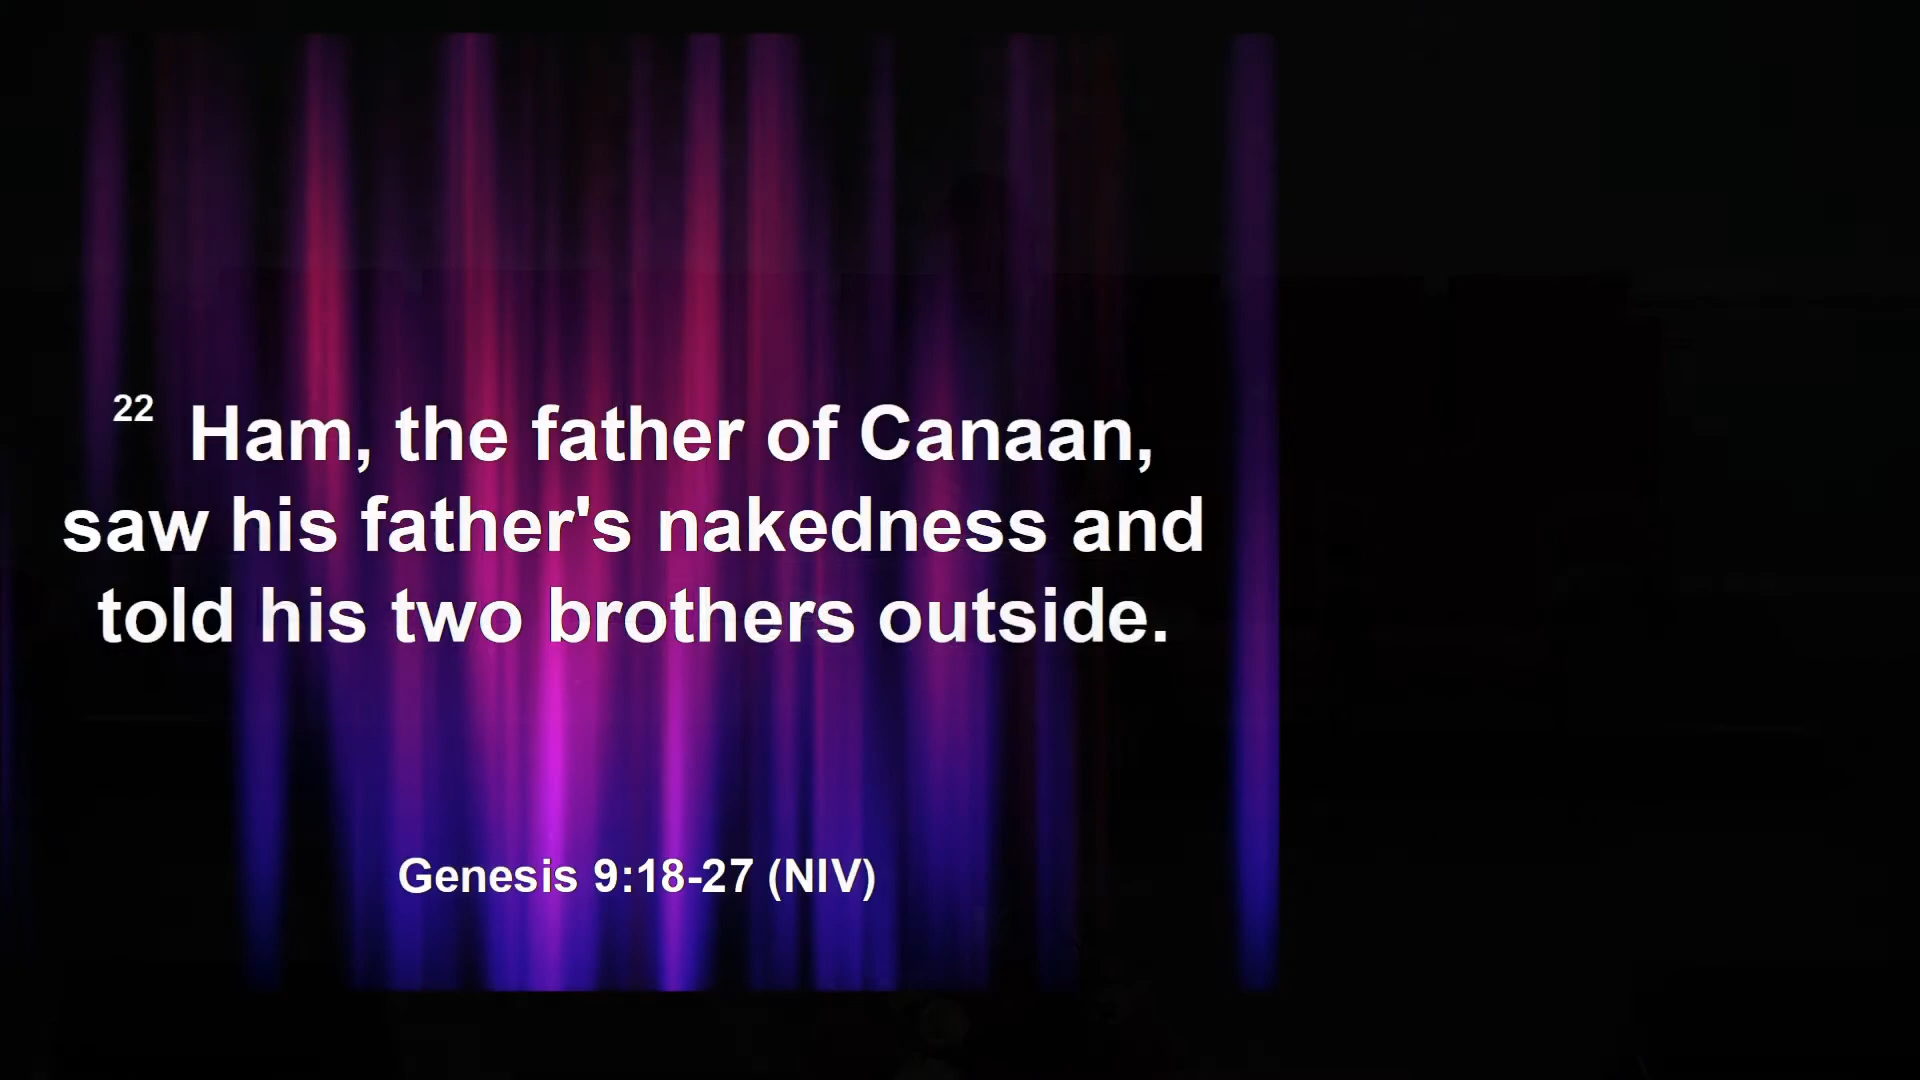 22 Ham, the father of Canaan,
saw his father's nakedness and
told his two brothers outside.
Genesis 9:18-27 (NIV)